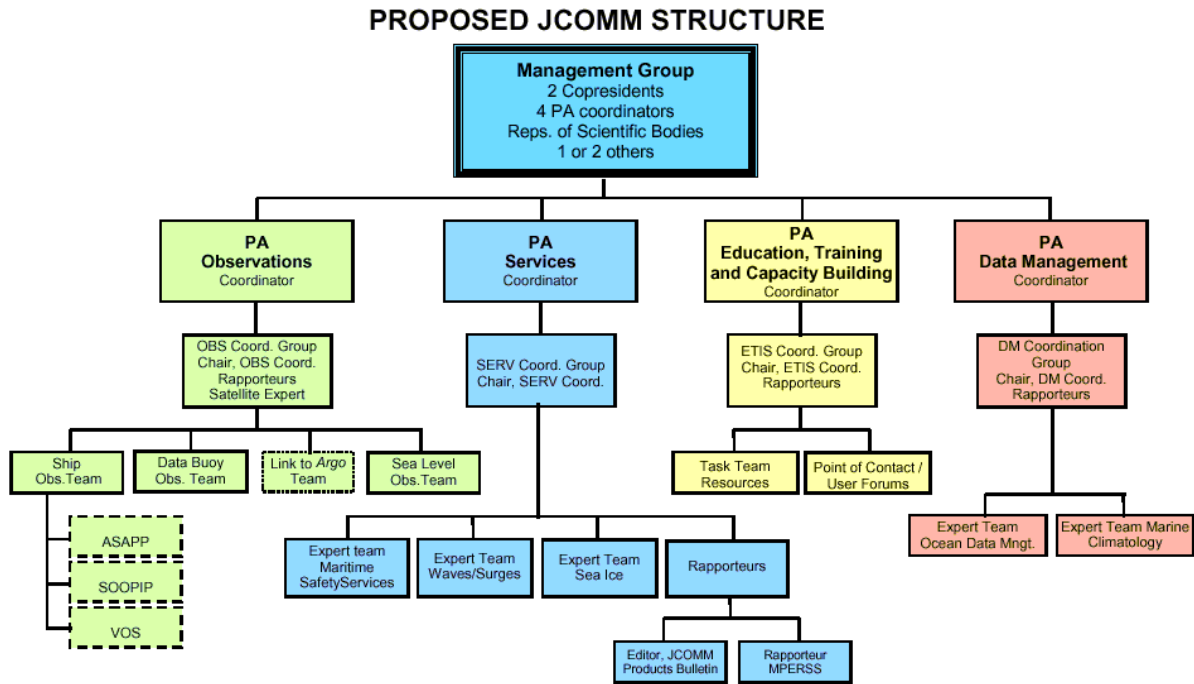 PROPOSED JCOMM STRUCTURE
Management Group
2 Copresidents
4 PA coordinators
Reps. of Scientific Bodies
1 or 2 others
PA
Observations
Coordinator
PA
Services
Coordinator
PA
Education, Training
and Capacity Building
Coordinator
PA
Data Management
Coordinator
OBS Coord. Group
Chair, OBS Coord.
Rapporteurs
Satellite Expert
SERV Coord. Group
Chair, SERV Coord.
ETIS Coord. Group
Chair, ETIS Coord.
Rapporteurs
DM Coordination
Group
Chair, DM Coord.
Rapporteurs
Ship
Obs.Team
Data Buoy
Obs. Team
Link to Argo
Team
Sea Level
Obs.Team
Task Team
Resources
Point of Contact /
User Forums
Expert Team
Ocean Data Mngt.
Expert Team Marine
Climatology
ASAPP
SOOPIP
VOS
Expert team
Maritime
SafetyServices
Expert Team
Waves/Surges
Expert Team
Sea Ice
Rapporteurs
Editor, JCOMM
Products Bulletin
Rapporteur
MPERSS